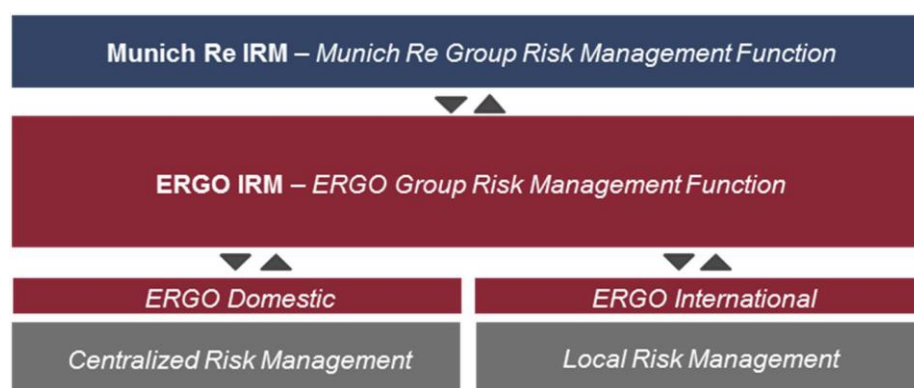 Munich Re IRM – Munich Re Group Risk Management Function
ERGO IRM – ERGO Group Risk Management Function
ERGO Domestic
ERGO International
Centralized Risk Management
Local Risk Management